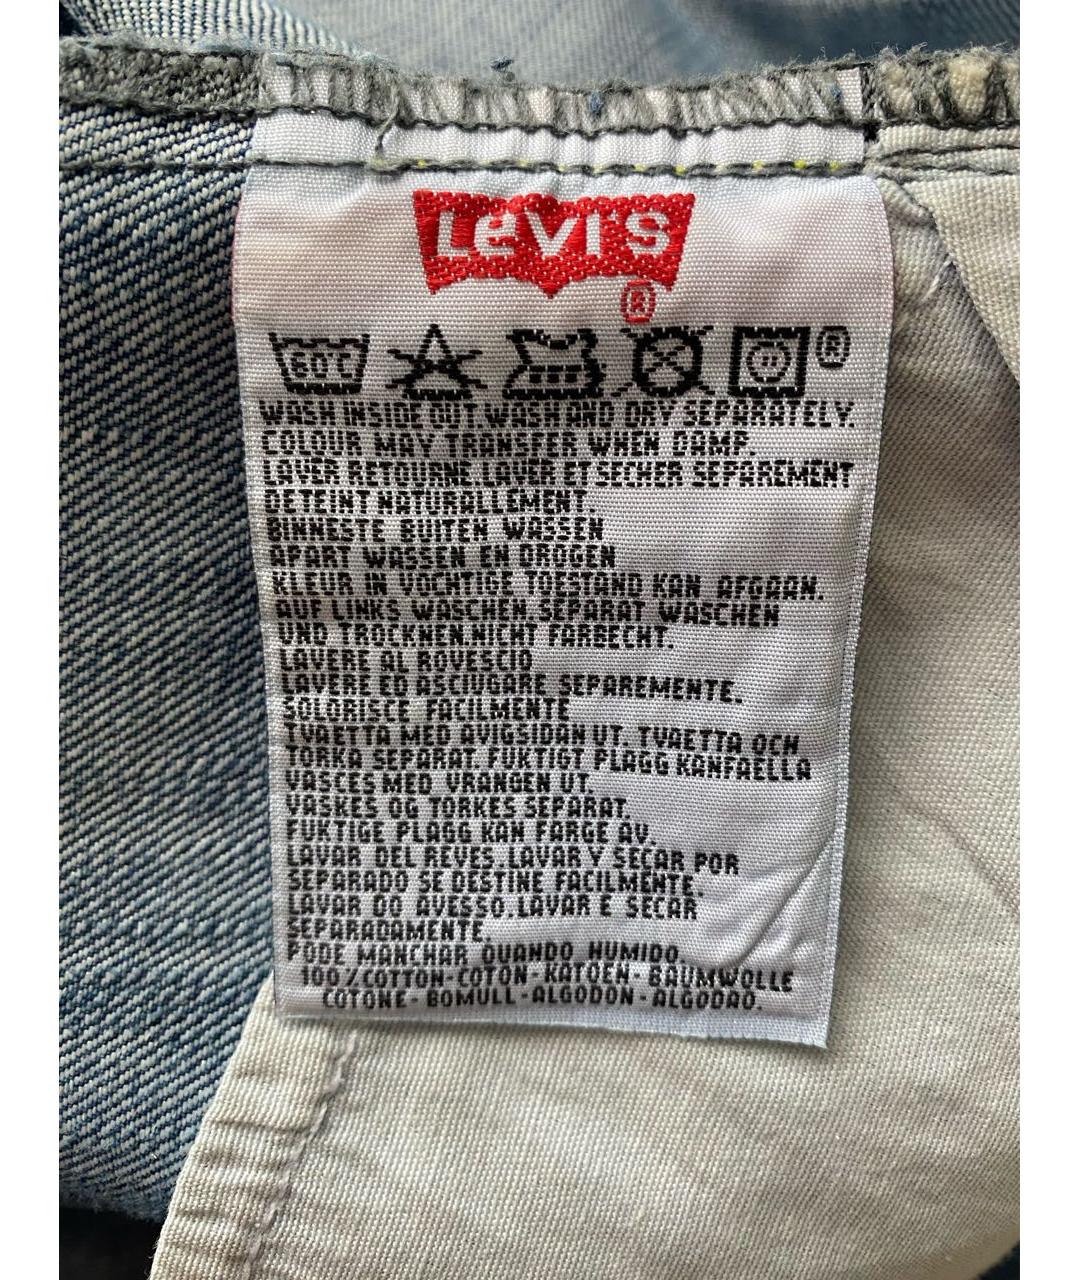 Levi's
®
60°C ®
WASH INSIDE OUT.WASH AND DRY SEPARATELY.
COLOUR MAY TRANSFER WHEN DAMP.
LAVER RETOURNE.LAVER ET SECHER SEPAREMENT
DETEINT NATURALLEMENT.
BINNESTE BUITEN WASSEN
APART WASSEN EN DROGEN
KLEUR IN VOCHTIGE TOESTAND KAN AFGAAN.
AUF LINKS WASCHEN SEPARAT WASCHEN
UND TROCKNEN.NICHT FARBECHT.
LAVERE AL ROVESCIO
LAVERE ED ASCIUGARE SEPAREMENTE.
SOLORISCE FACILMENTE
TVAETTA MED AVIGSIDAN UT. TVAETTA OCH
TORKA SEPARAT. FUKTIGT PLAGG KANFAELLA
VASCES MED VRANGEN UT.
VASKES OG TORKES SEPARAT.
FUKTIGE PLAGG KAN FARGE AV.
LAVAR DEL REVES.LAVAR Y SECAR POR
SEPARADO SE DESTINE FACILMENTE.
LAVAR DO AVESSO.LAVAR E SECAR
SEPARADAMENTE.
PODE MANCHAR QUANDO HUMIDO.
100% COTTON-COTON-KATOEN-BAUMWOLLE
COTONE-BOMULL-ALGODON-ALGODAO.